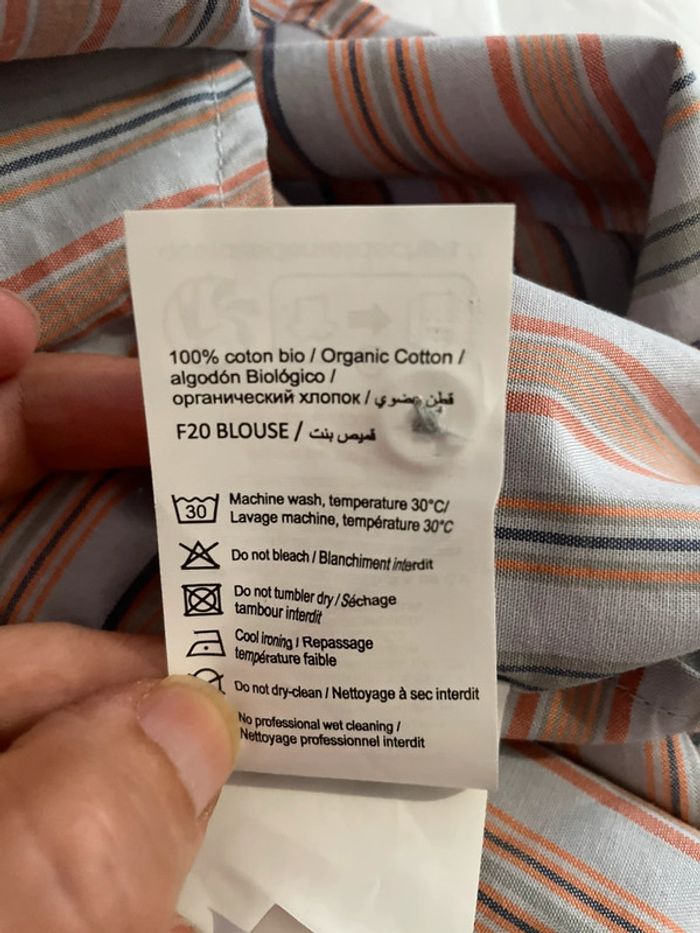 100% coton bio / Organic Cotton /
algodón Biológico /
органический хлопок / قطن عضوي
F20 BLOUSE / قميص بنت
30 Machine wash, temperature 30°C/
Lavage machine, température 30°C
Do not bleach / Blanchiment interdit
Do not tumbler dry / Séchage
tambour interdit
Cool ironing / Repassage
température faible
Do not dry-clean / Nettoyage à sec interdit
No professional wet cleaning /
Nettoyage professionnel interdit